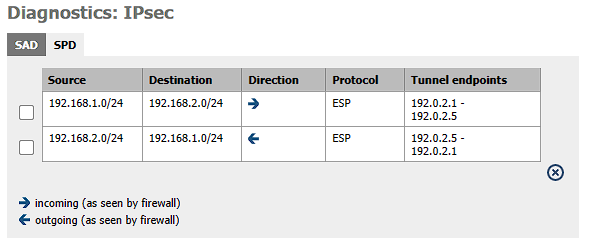 Diagnostics: IPsec
SAD SPD
Source Destination Direction Protocol Tunnel endpoints
192.168.1.0/24 192.168.2.0/24 ESP 192.0.2.1 -
192.0.2.5
192.168.2.0/24 192.168.1.0/24 ESP 192.0.2.5 -
192.0.2.1
incoming (as seen by firewall)
outgoing (as seen by firewall)